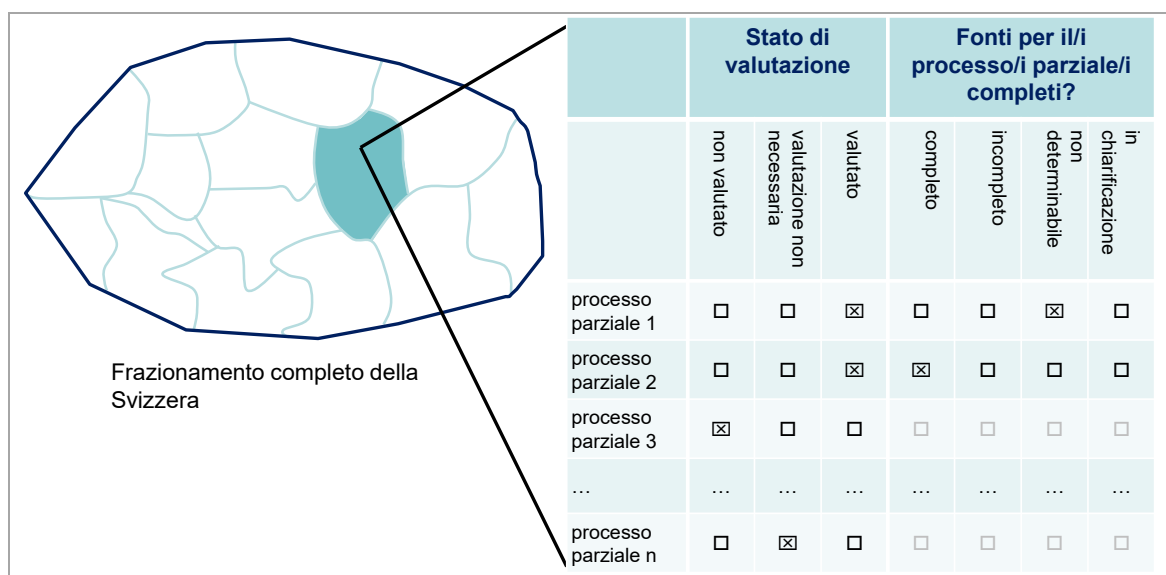 Stato di
valutazione
Fonti per il/i
processo/i parziale/i
completi?
non valutato
valutazione non
necessaria
valutato
completo
incompleto
non
determinabile
in
chiarificazione
processo
parziale 1
☐ ☐ ☒ ☐ ☐ ☒ ☐
processo
parziale 2
☐ ☐ ☒ ☒ ☐ ☐ ☐
processo
parziale 3
☒ ☐ ☐ ☐ ☐ ☐ ☐
… … … … … … … …
processo
parziale n
☐ ☒ ☐ ☐ ☐ ☐ ☐
Frazionamento completo della
Svizzera